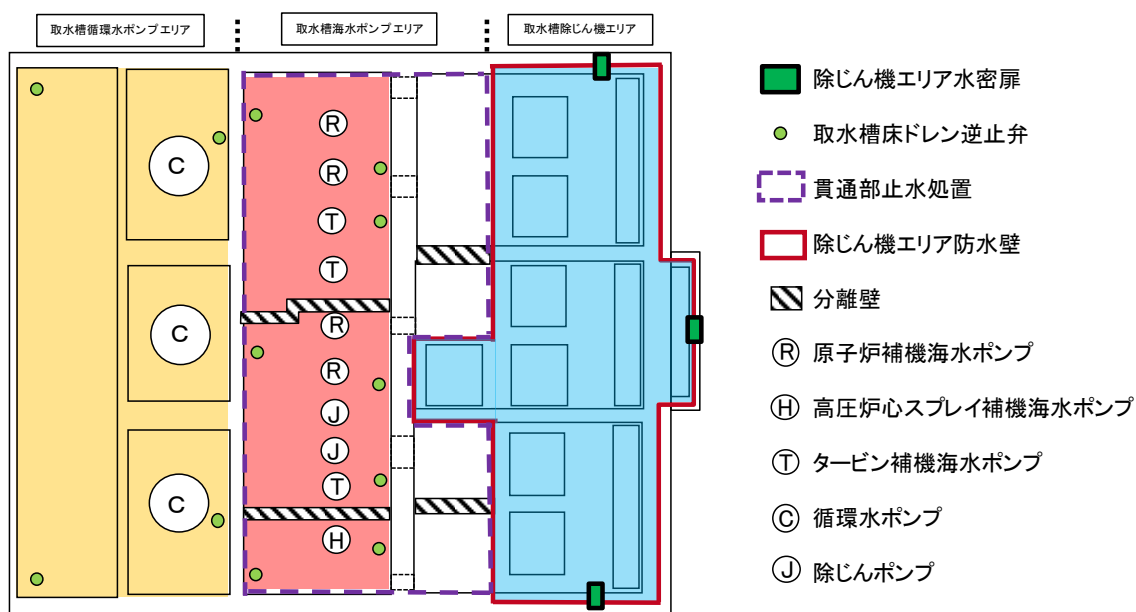 取水槽循環水ポンプエリア
取水槽海水ポンプエリア
取水槽除じん機エリア
C
C
C
R
R
T
T
R
R
J
J
T
H
除じん機エリア水密扉
取水槽床ドレン逆止弁
貫通部止水処置
除じん機エリア防水壁
分離壁
R 原子炉補機海水ポンプ
H 高圧炉心スプレイ補機海水ポンプ
T タービン補機海水ポンプ
C 循環水ポンプ
J 除じんポンプ